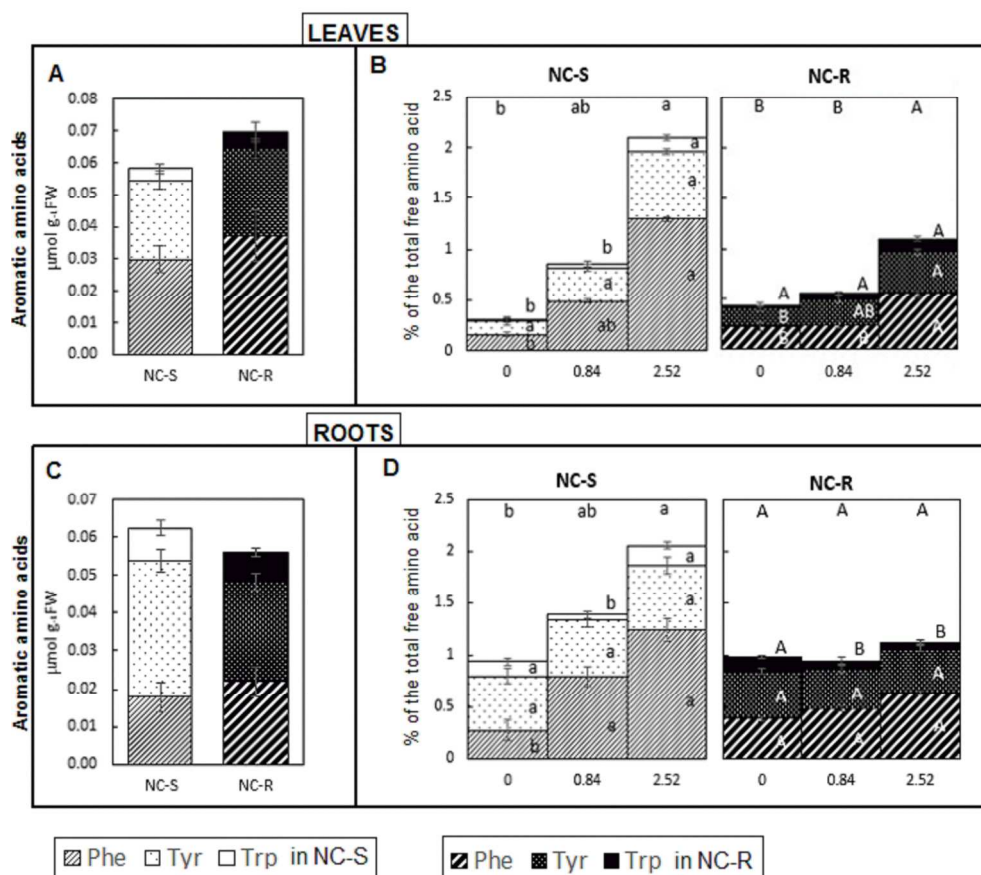 LEAVES
A
Aromatic amino acids
µmol g-1FW
0.08
0.07
0.06
0.05
0.04
0.03
0.02
0.01
0.00
NC-S NC-R
B
NC-S NC-R
% of the total free amino acid
2.5
2
1.5
1
0.5
0
b ab a B B A
a
a
a
b
a
ab
b
a
b
A
B
B
A
AB
B
A
A
A
0 0.84 2.52 0 0.84 2.52
ROOTS
C
Aromatic amino acids
µmol g-1FW
0.07
0.06
0.05
0.04
0.03
0.02
0.01
0.00
NC-S NC-R
D
NC-S NC-R
% of the total free amino acid
2.5
2
1.5
1
0.5
0
b ab a A A A
a
a
b
b
a
a
a
a
a
A
A
A
B
A
A
B
A
A
0 0.84 2.52 0 0.84 2.52
Phe Tyr Trp in NC-S Phe Tyr Trp in NC-R